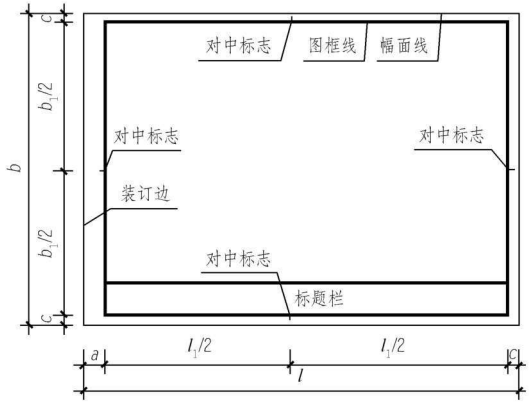 c
对中标志 图框线 幅面线
b₁/2
对中标志 对中标志
b
装订边
b₁/2
对中标志
标题栏
c
a l₁/2 l₁/2 c
l